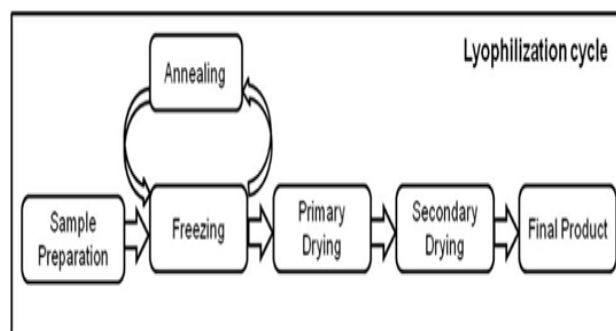 Lyophilization cycle
Annealing
Sample
Preparation
Freezing
Primary
Drying
Secondary
Drying
Final Product